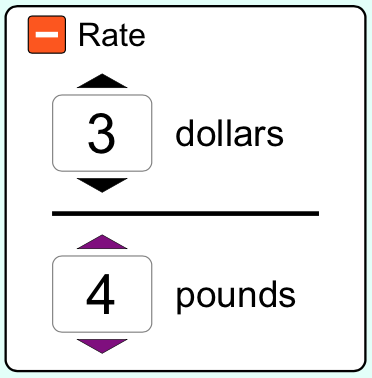 Rate
3 dollars
4 pounds